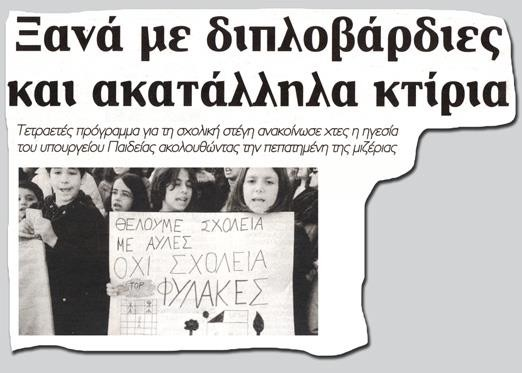 Ξανά με διπλοβάρδιες
και ακατάλληλα κτίρια
Τετραετές πρόγραμμα για τη σχολική στέγη ανακοίνωσε χτες η ηγεσία
του υπουργείου Παιδείας ακολουθώντας την πεπατημένη της μιζέριας
ΘΕΛΟΥΜΕ ΣΧΟΛΕΙΑ
ΜΕ ΑΥΛΕΣ
ΟΧΙ ΣΧΟΛΕΙΑ
ΦΥΛΑΚΕΣ